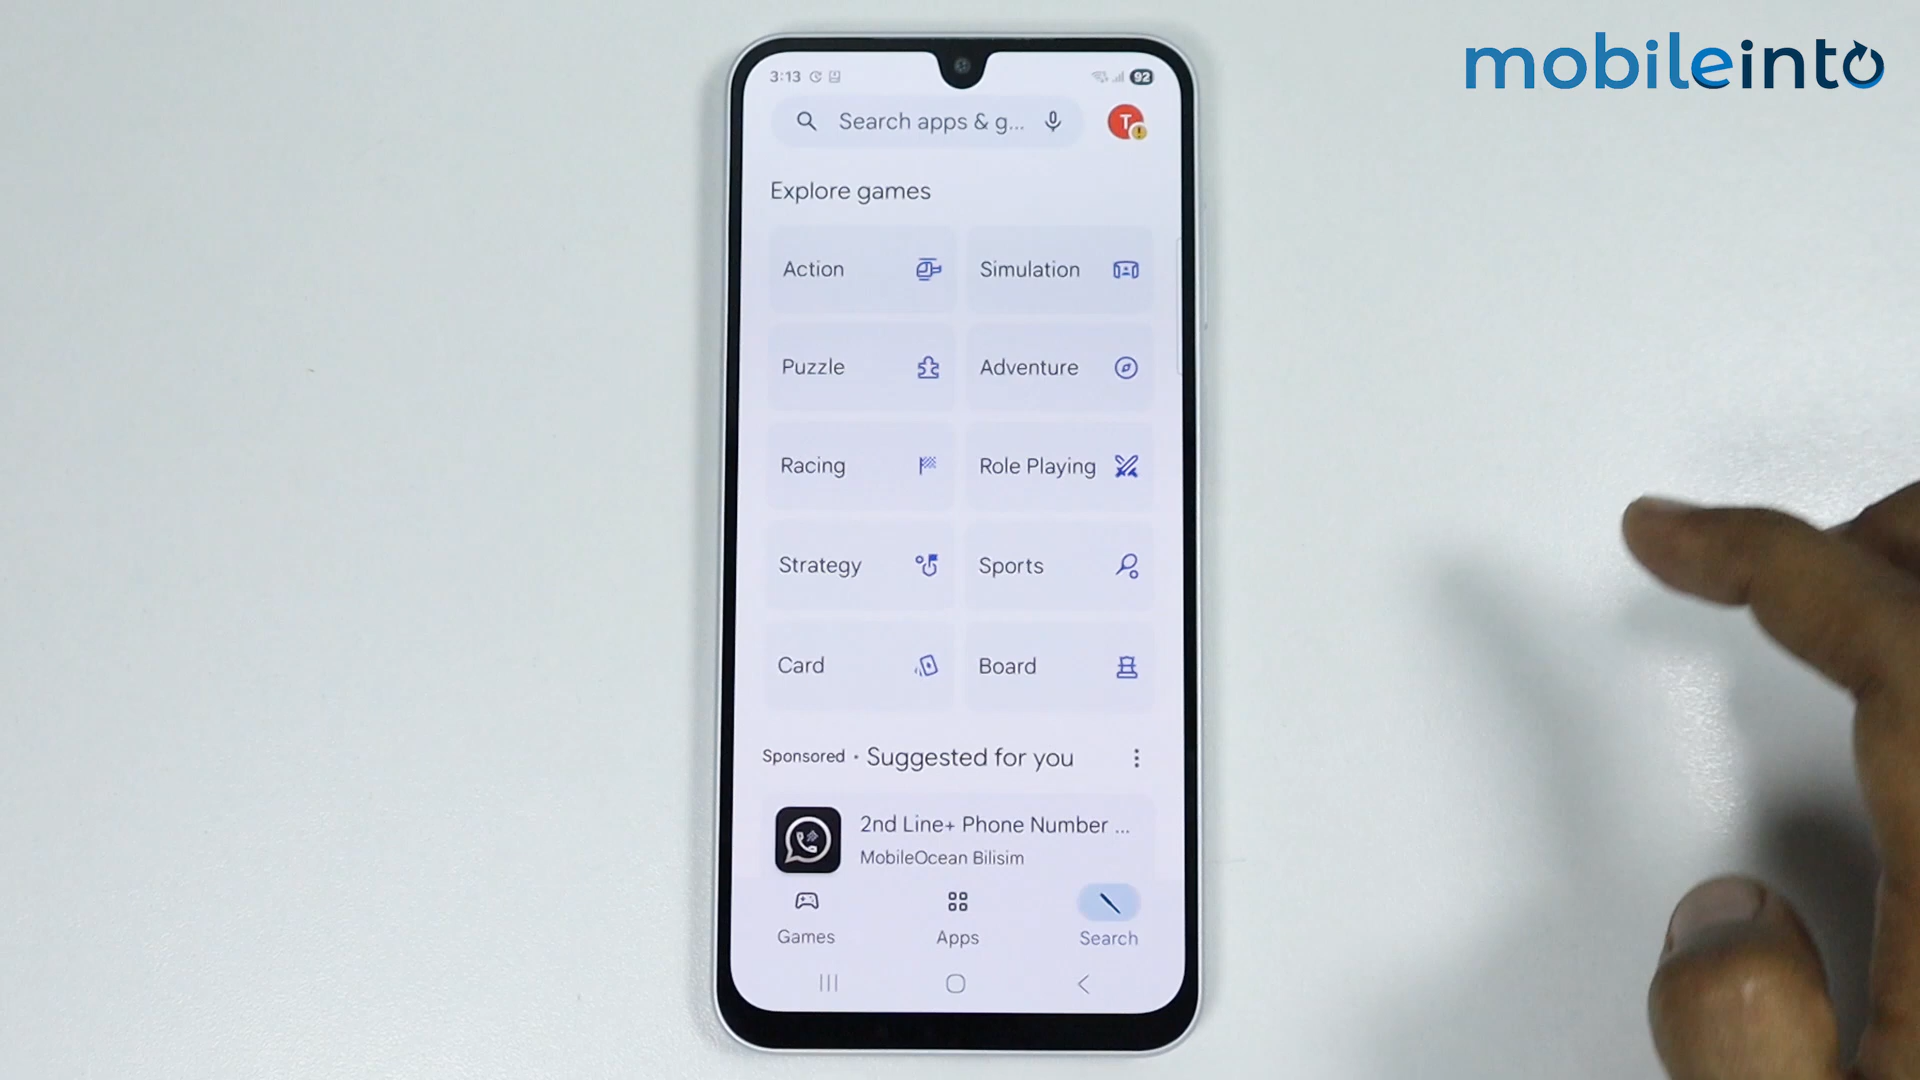 mobileinto
3:13
92
Search apps & g...
T
Explore games
Action
Simulation
Puzzle
Adventure
Racing
Role Playing
Strategy
Sports
Card
Board
Sponsored • Suggested for you
2nd Line+ Phone Number ...
MobileOcean Bilisim
Games
Apps
Search